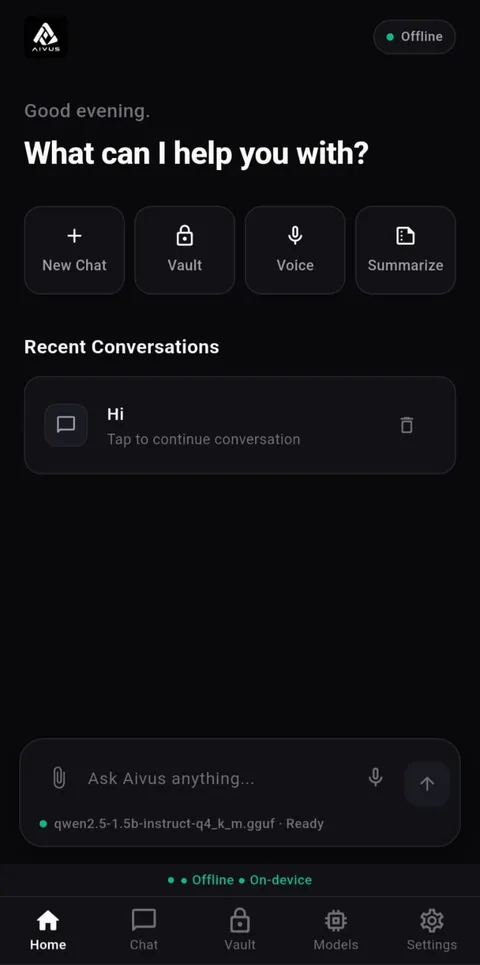 AIVUS
Offline
Good evening.
What can I help you with?
New Chat
Vault
Voice
Summarize
Recent Conversations
Hi
Tap to continue conversation
Ask Aivus anything...
qwen2.5-1.5b-instruct-q4_k_m.gguf · Ready
● ● Offline ● On-device
Home
Chat
Vault
Models
Settings